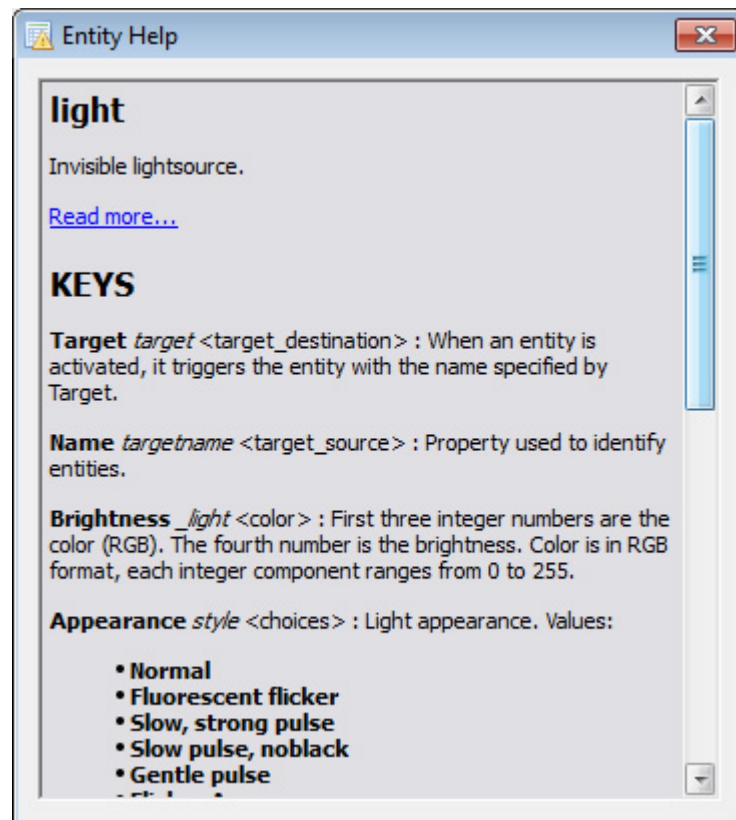 Entity Help
light
Invisible lightsource.
Read more...
KEYS
Target target <target_destination> : When an entity is
activated, it triggers the entity with the name specified by
Target.
Name targetname <target_source> : Property used to identify
entities.
Brightness _light <color> : First three integer numbers are the
color (RGB). The fourth number is the brightness. Color is in RGB
format, each integer component ranges from 0 to 255.
Appearance style <choices> : Light appearance. Values:
• Normal
• Fluorescent flicker
• Slow, strong pulse
• Slow pulse, noblack
• Gentle pulse